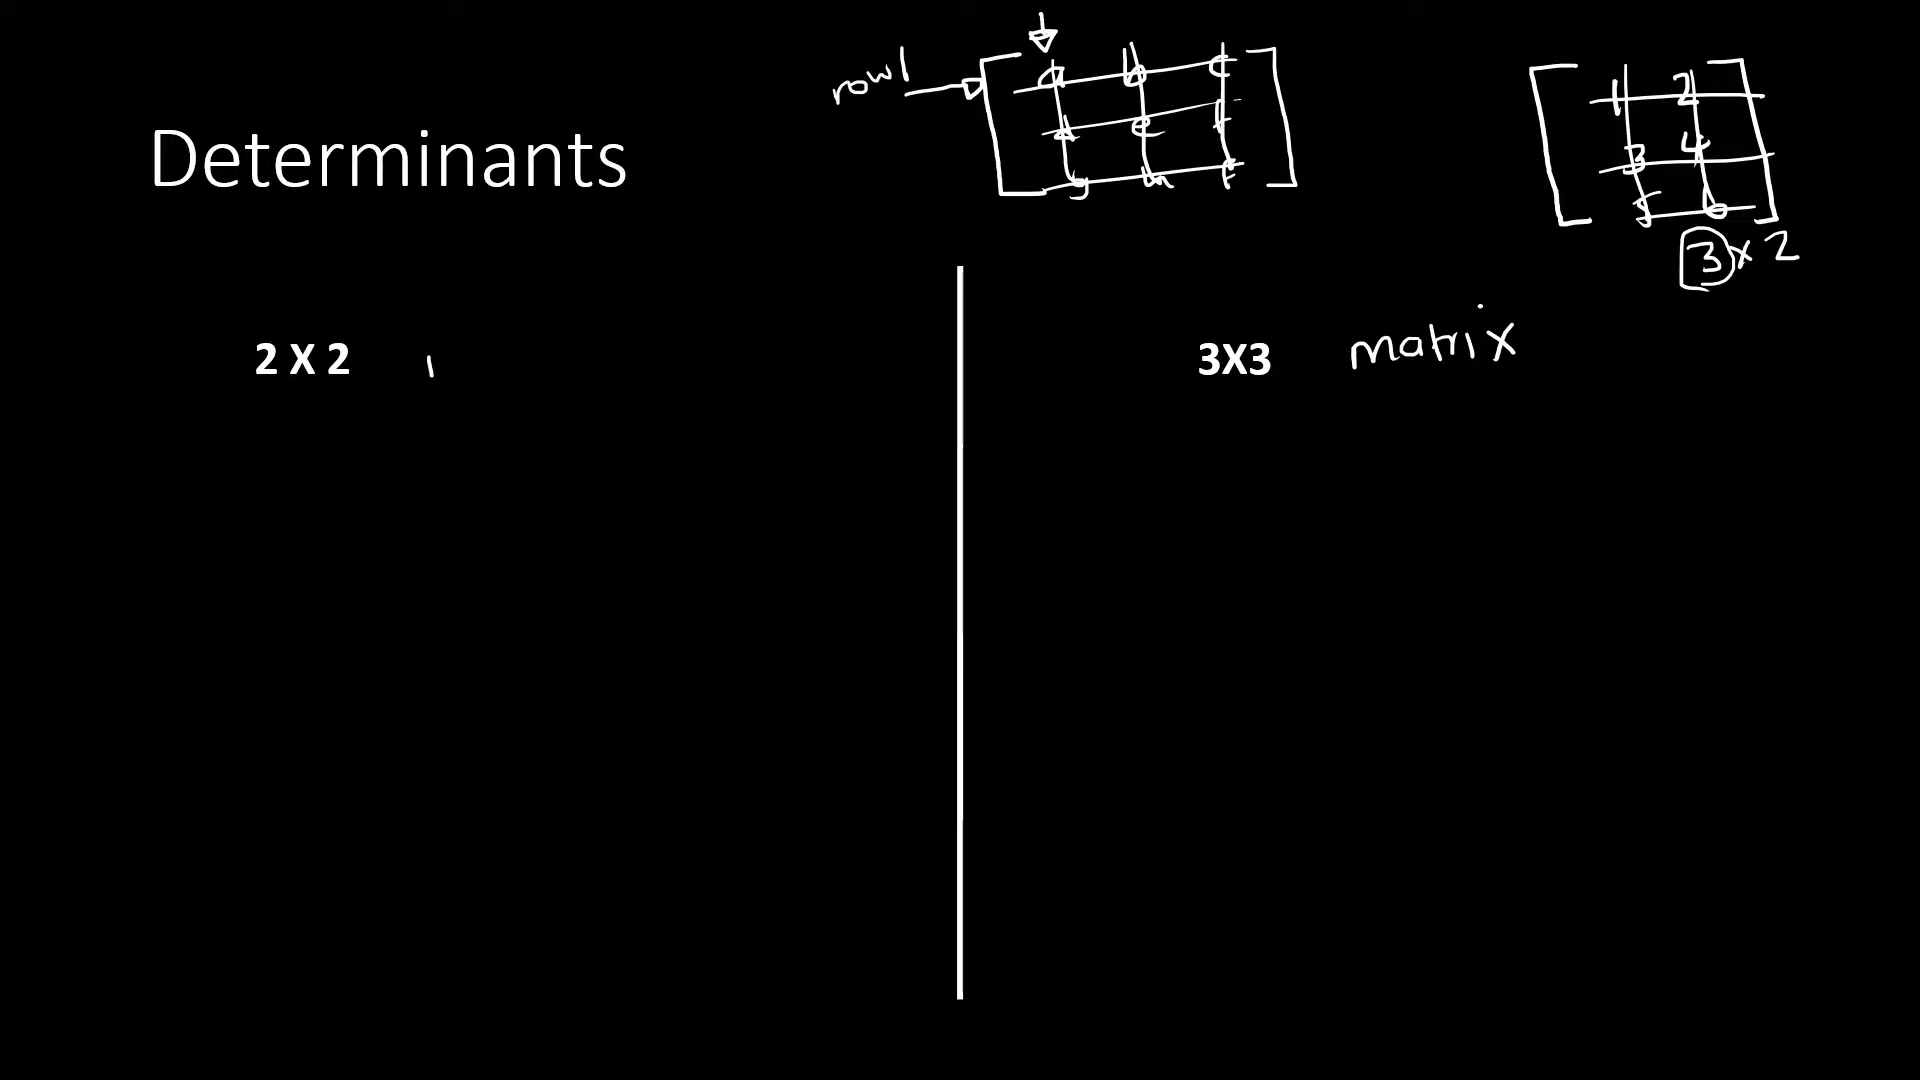 row1
a b c
d e f
g h f
1 2
3 4
5 6
3 x 2
Determinants
2 X 2
3X3 matrix